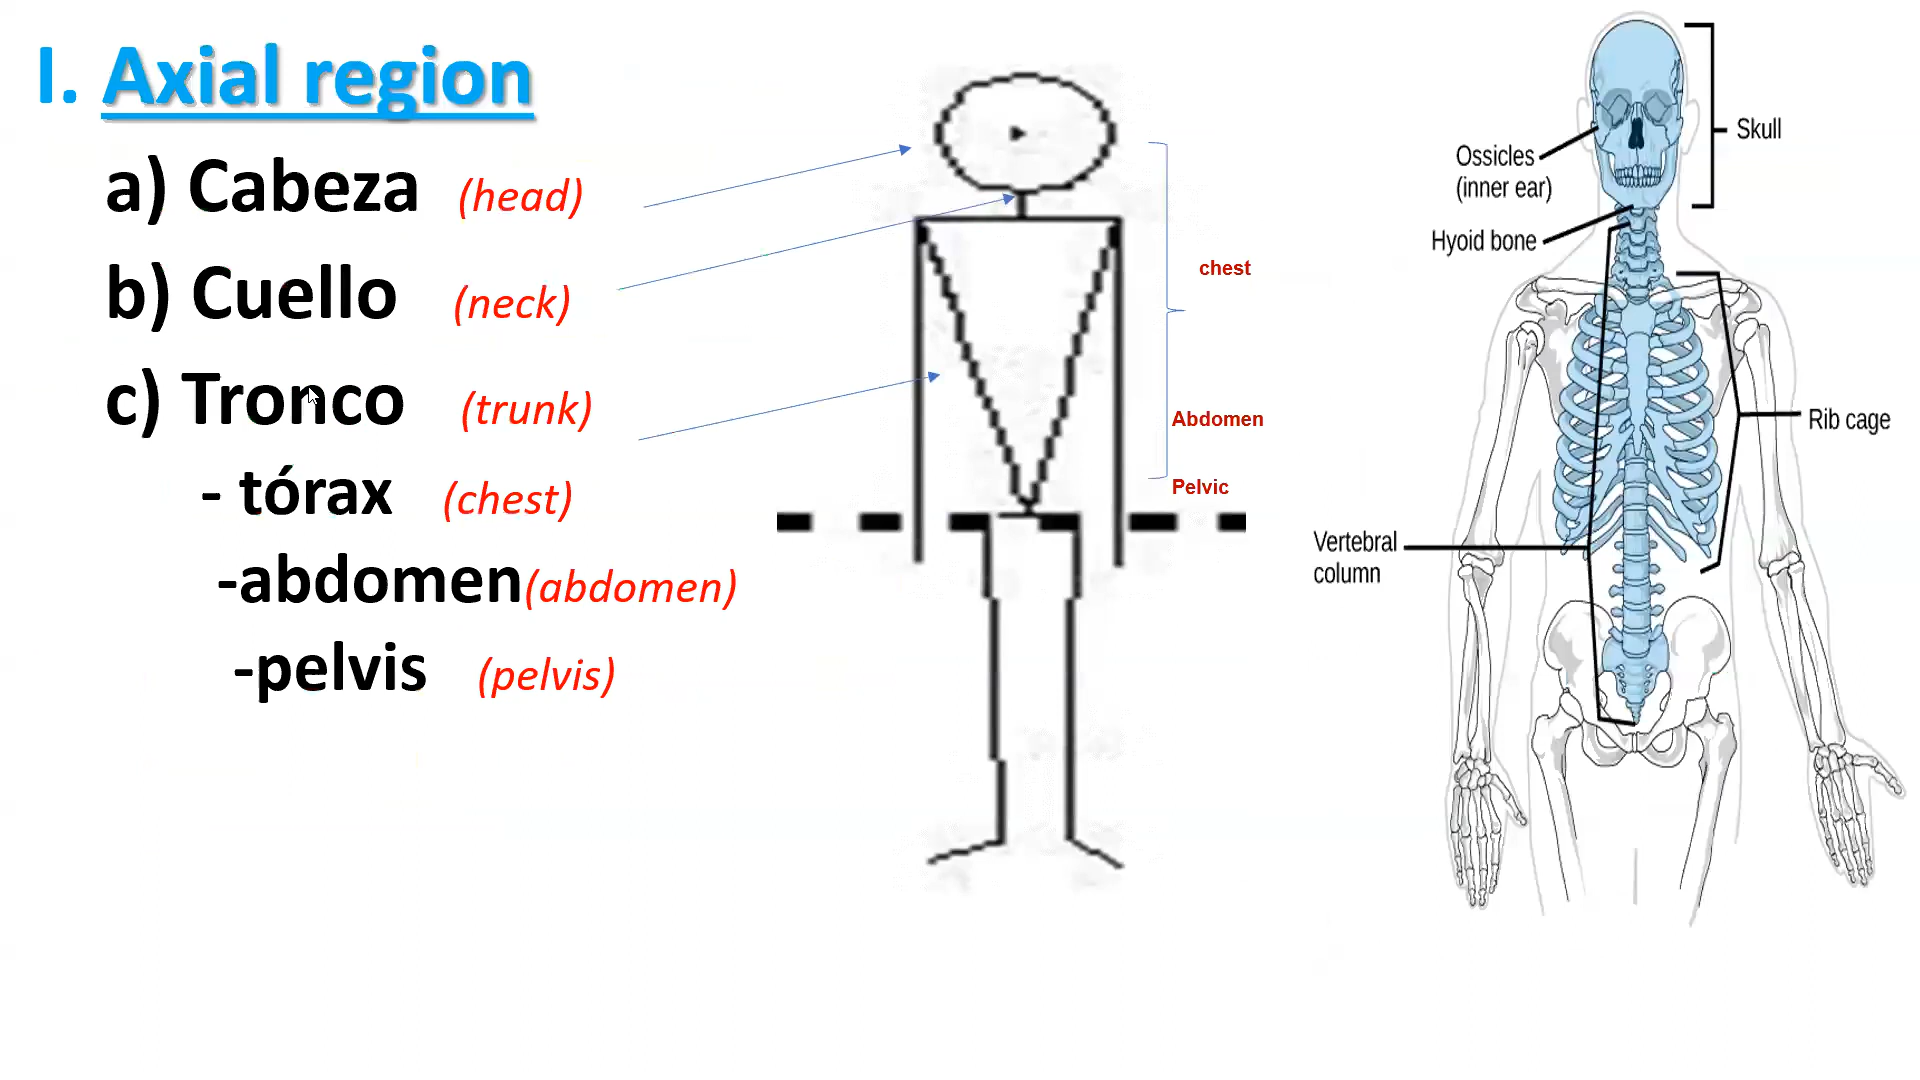 I. Axial region
a) Cabeza (head)
b) Cuello (neck)
c) Tronco (trunk)
- tórax (chest)
-abdomen(abdomen)
-pelvis (pelvis)
chest
Abdomen
Pelvic
Skull
Ossicles
(inner ear)
Hyoid bone
Rib cage
Vertebral
column